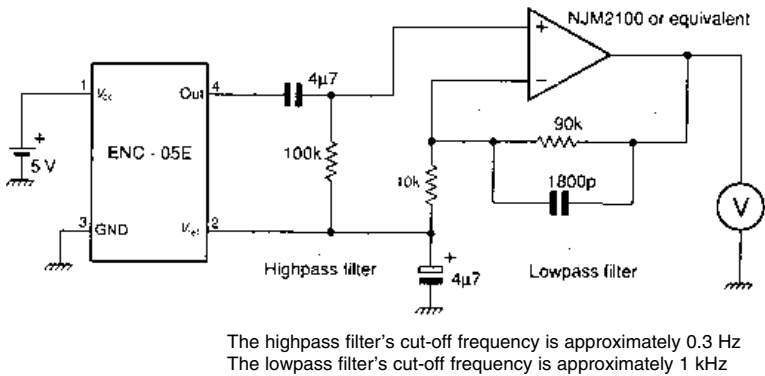 NJM2100 or equivalent
4μ7
+
−
1
Vcc
Out
4
90k
+
5 V
ENC - 05E
100k
10k
1800p
V
3
GND
Vref
2
+
4μ7
Highpass filter
Lowpass filter
The highpass filter's cut-off frequency is approximately 0.3 Hz
The lowpass filter's cut-off frequency is approximately 1 kHz